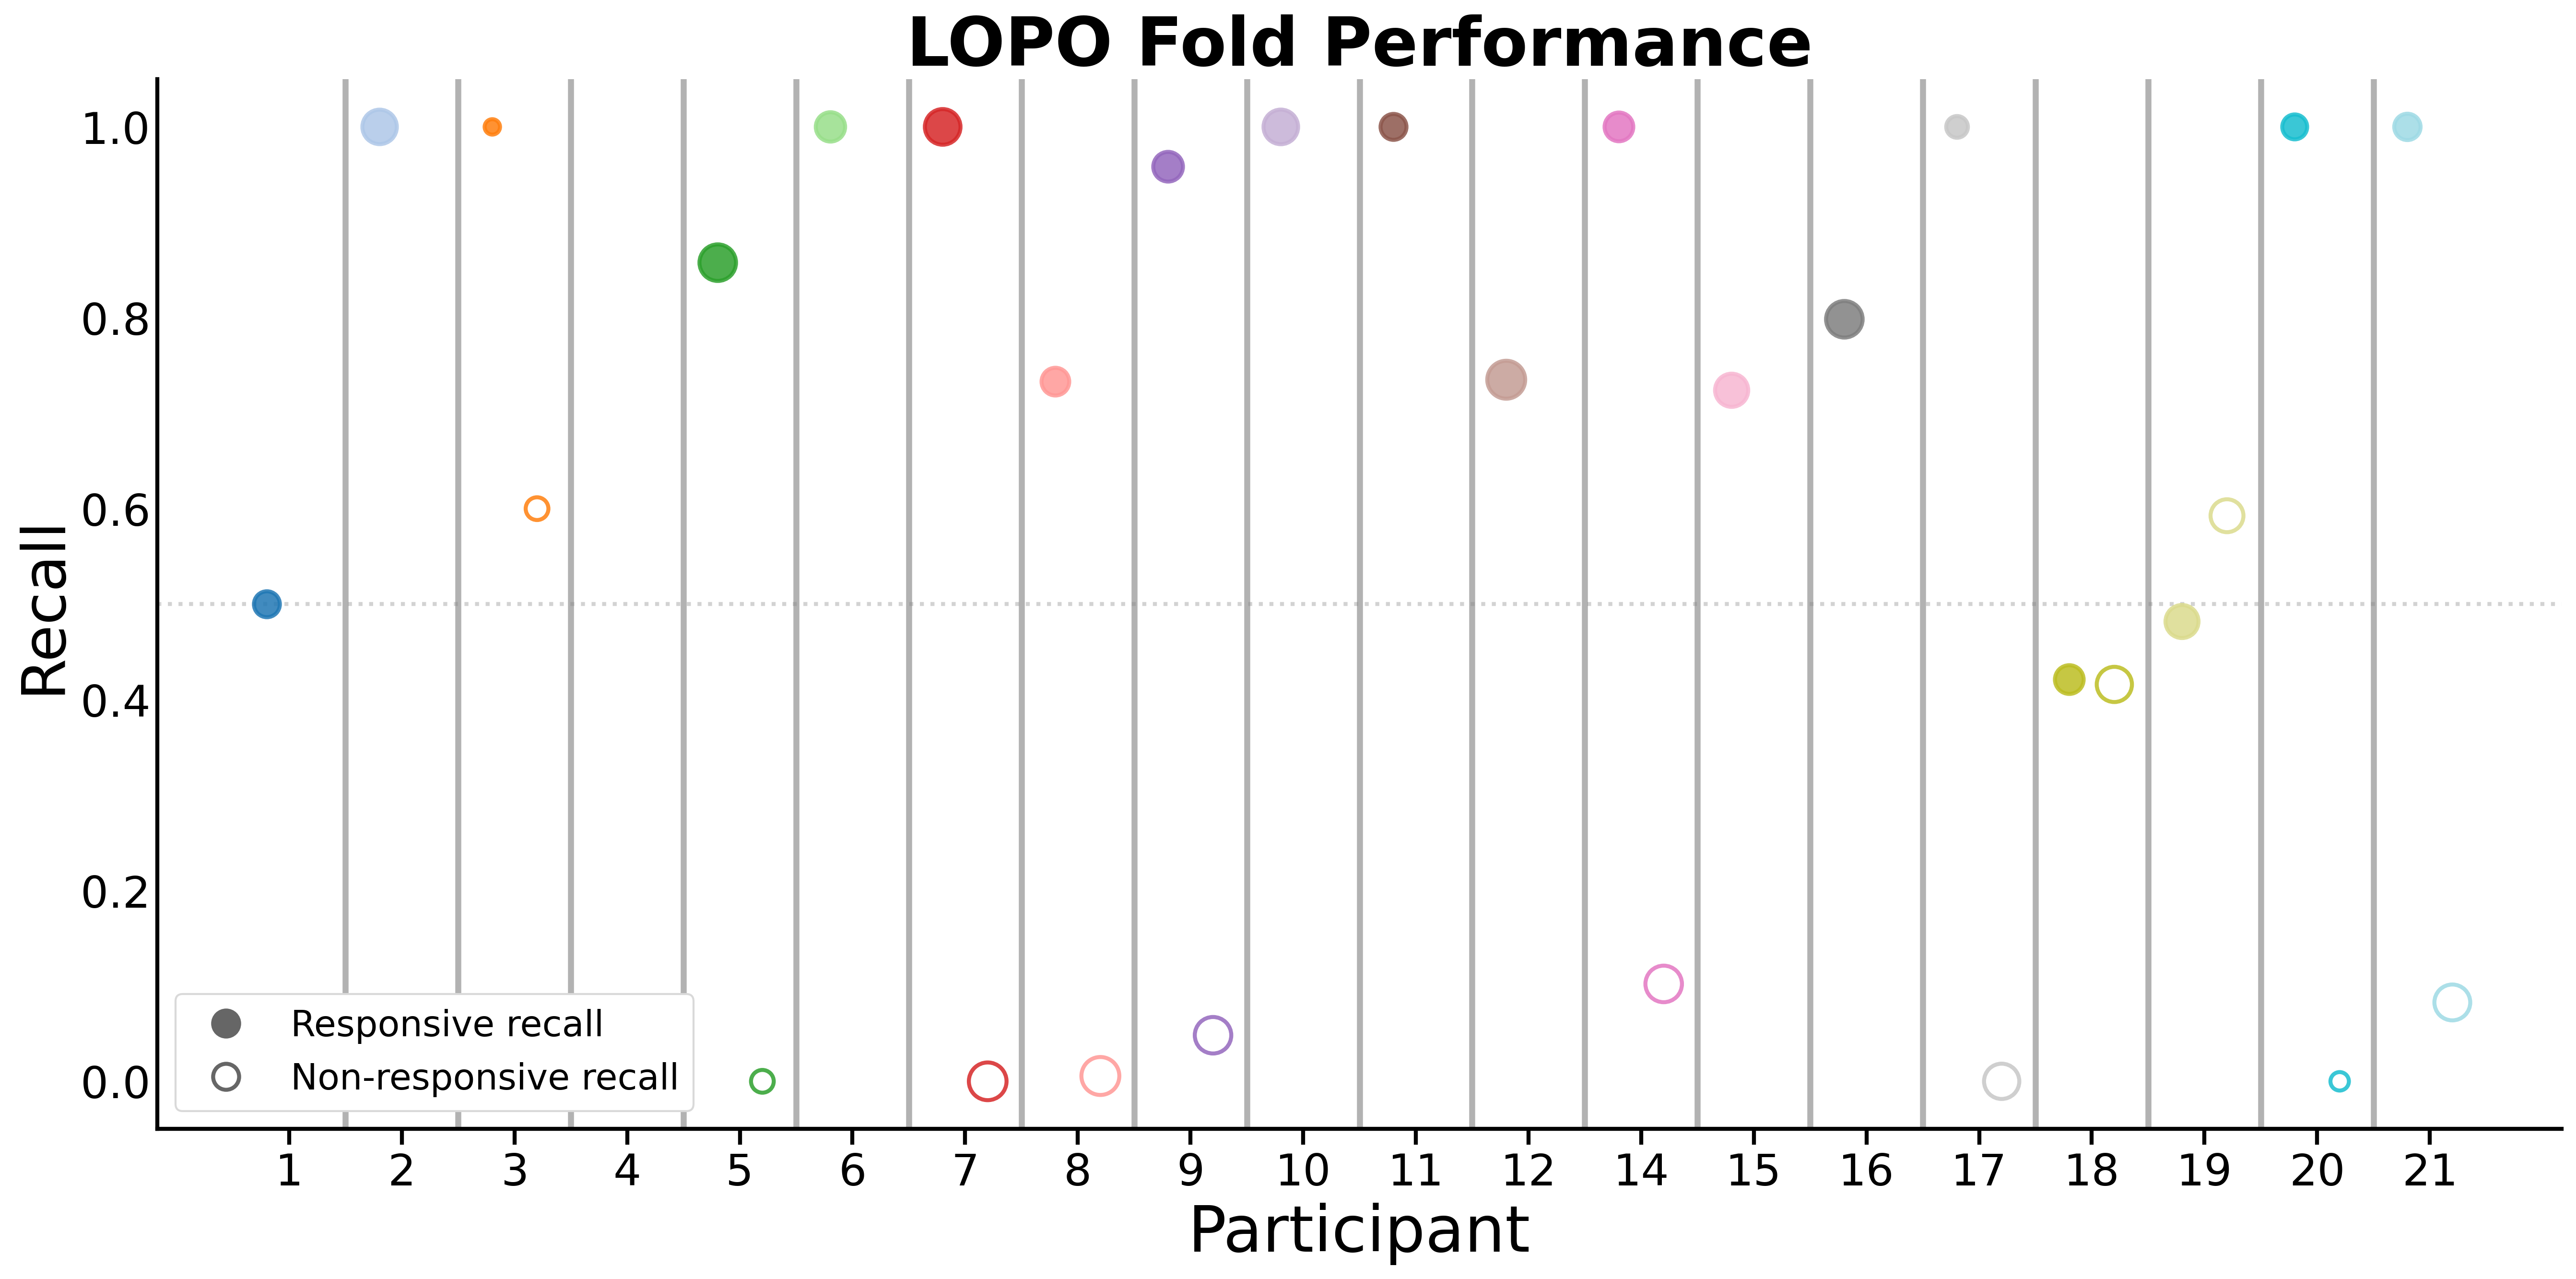 LOPO Fold Performance
1.0
0.8
0.6
0.4
0.2
0.0
Recall
Responsive recall
Non-responsive recall
1 2 3 4 5 6 7 8 9 10 11 12 14 15 16 17 18 19 20 21
Participant